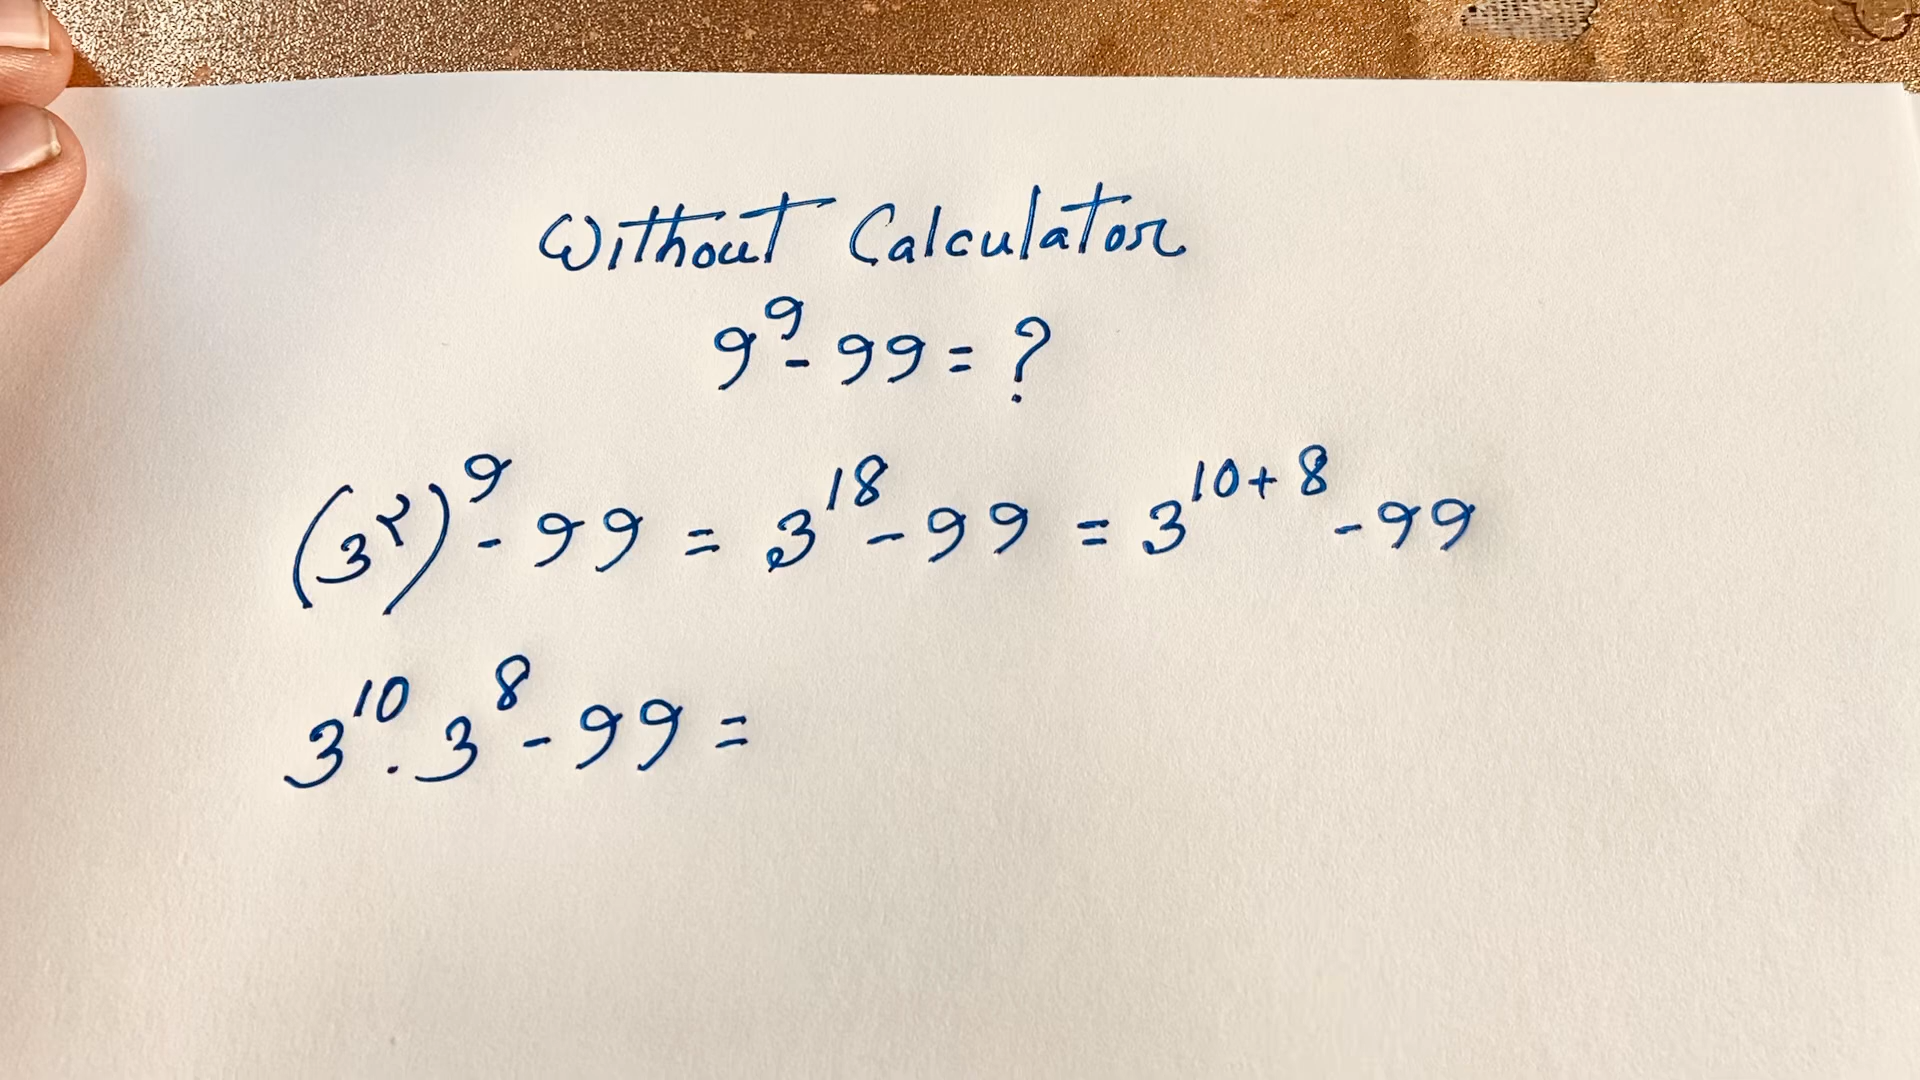 Without Calculator
9⁹ - 99 = ?
(3²)⁹ - 99 = 3¹⁸ - 99 = 3¹⁰⁺⁸ - 99
3¹⁰ . 3⁸ - 99 =